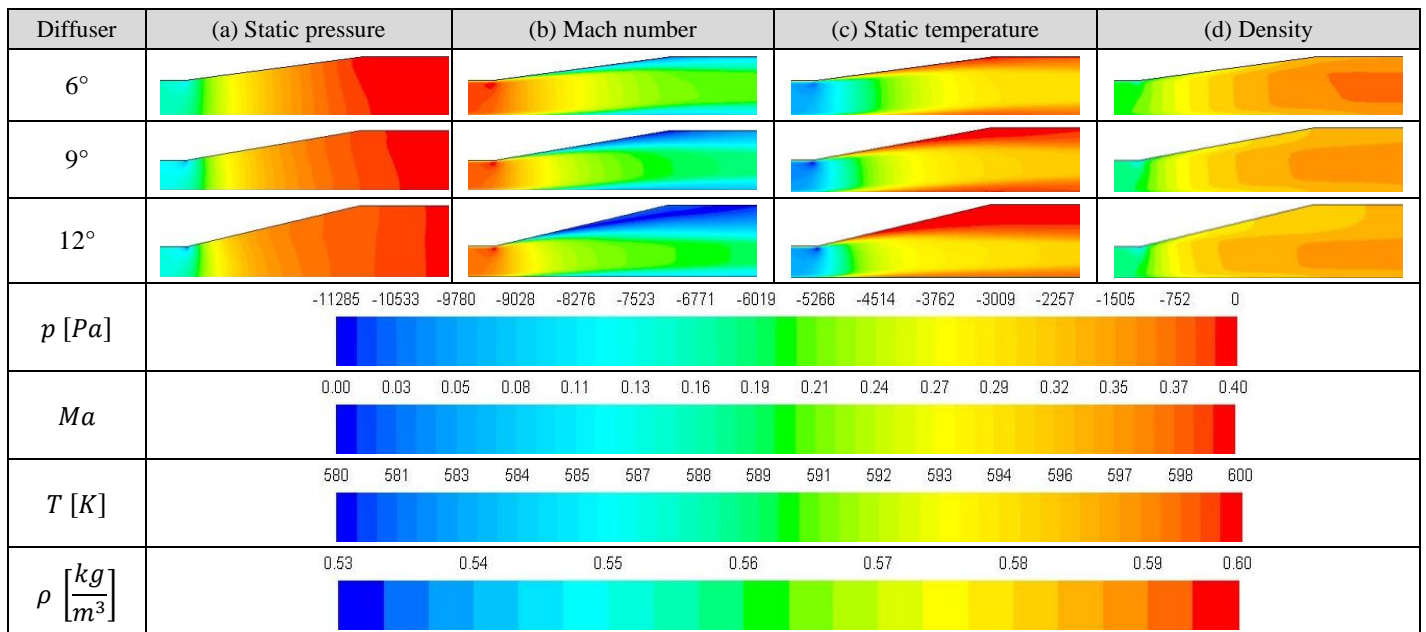 Diffuser (a) Static pressure (b) Mach number (c) Static temperature (d) Density
6°
9°
12°
-11285 -10533 -9780 -9028 -8276 -7523 -6771 -6019 -5266 -4514 -3762 -3009 -2257 -1505 -752 0
p [Pa]
0.00 0.03 0.05 0.08 0.11 0.13 0.16 0.19 0.21 0.24 0.27 0.29 0.32 0.35 0.37 0.40
Ma
580 581 583 584 585 587 588 589 591 592 593 594 596 597 598 600
T [K]
0.53 0.54 0.55 0.56 0.57 0.58 0.59 0.60
ρ [kg/m³]